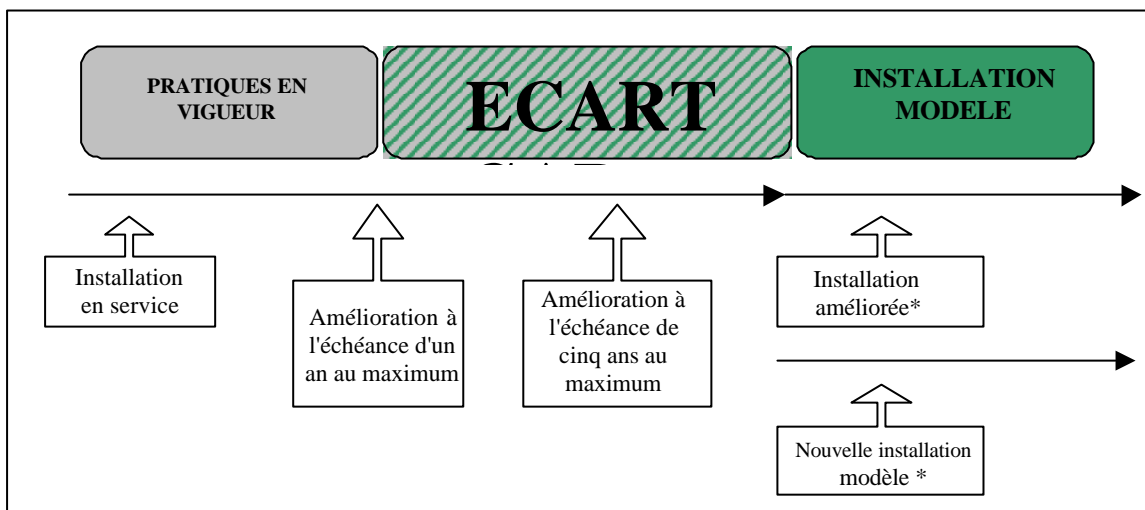 PRATIQUES EN
VIGUEUR
ECART
INSTALLATION
MODELE
Installation
en service
Amélioration à
l'échéance d'un
an au maximum
Amélioration à
l'échéance de
cinq ans au
maximum
Installation
améliorée*
Nouvelle installation
modèle *